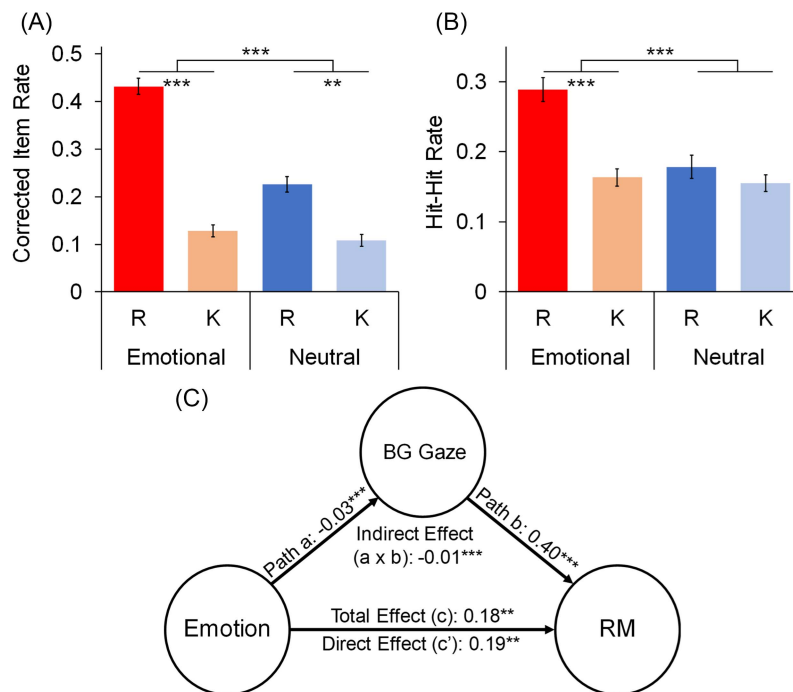 (A)
Corrected Item Rate
0.5
0.4
0.3
0.2
0.1
0
***
***
**
R K R K
Emotional Neutral
(B)
Hit-Hit Rate
0.3
0.2
0.1
0
***
***
R K R K
Emotional Neutral
(C)
BG Gaze
Path a: -0.03***
Path b: 0.40***
Indirect Effect
(a x b): -0.01***
Emotion
Total Effect (c): 0.18**
Direct Effect (c’): 0.19**
RM